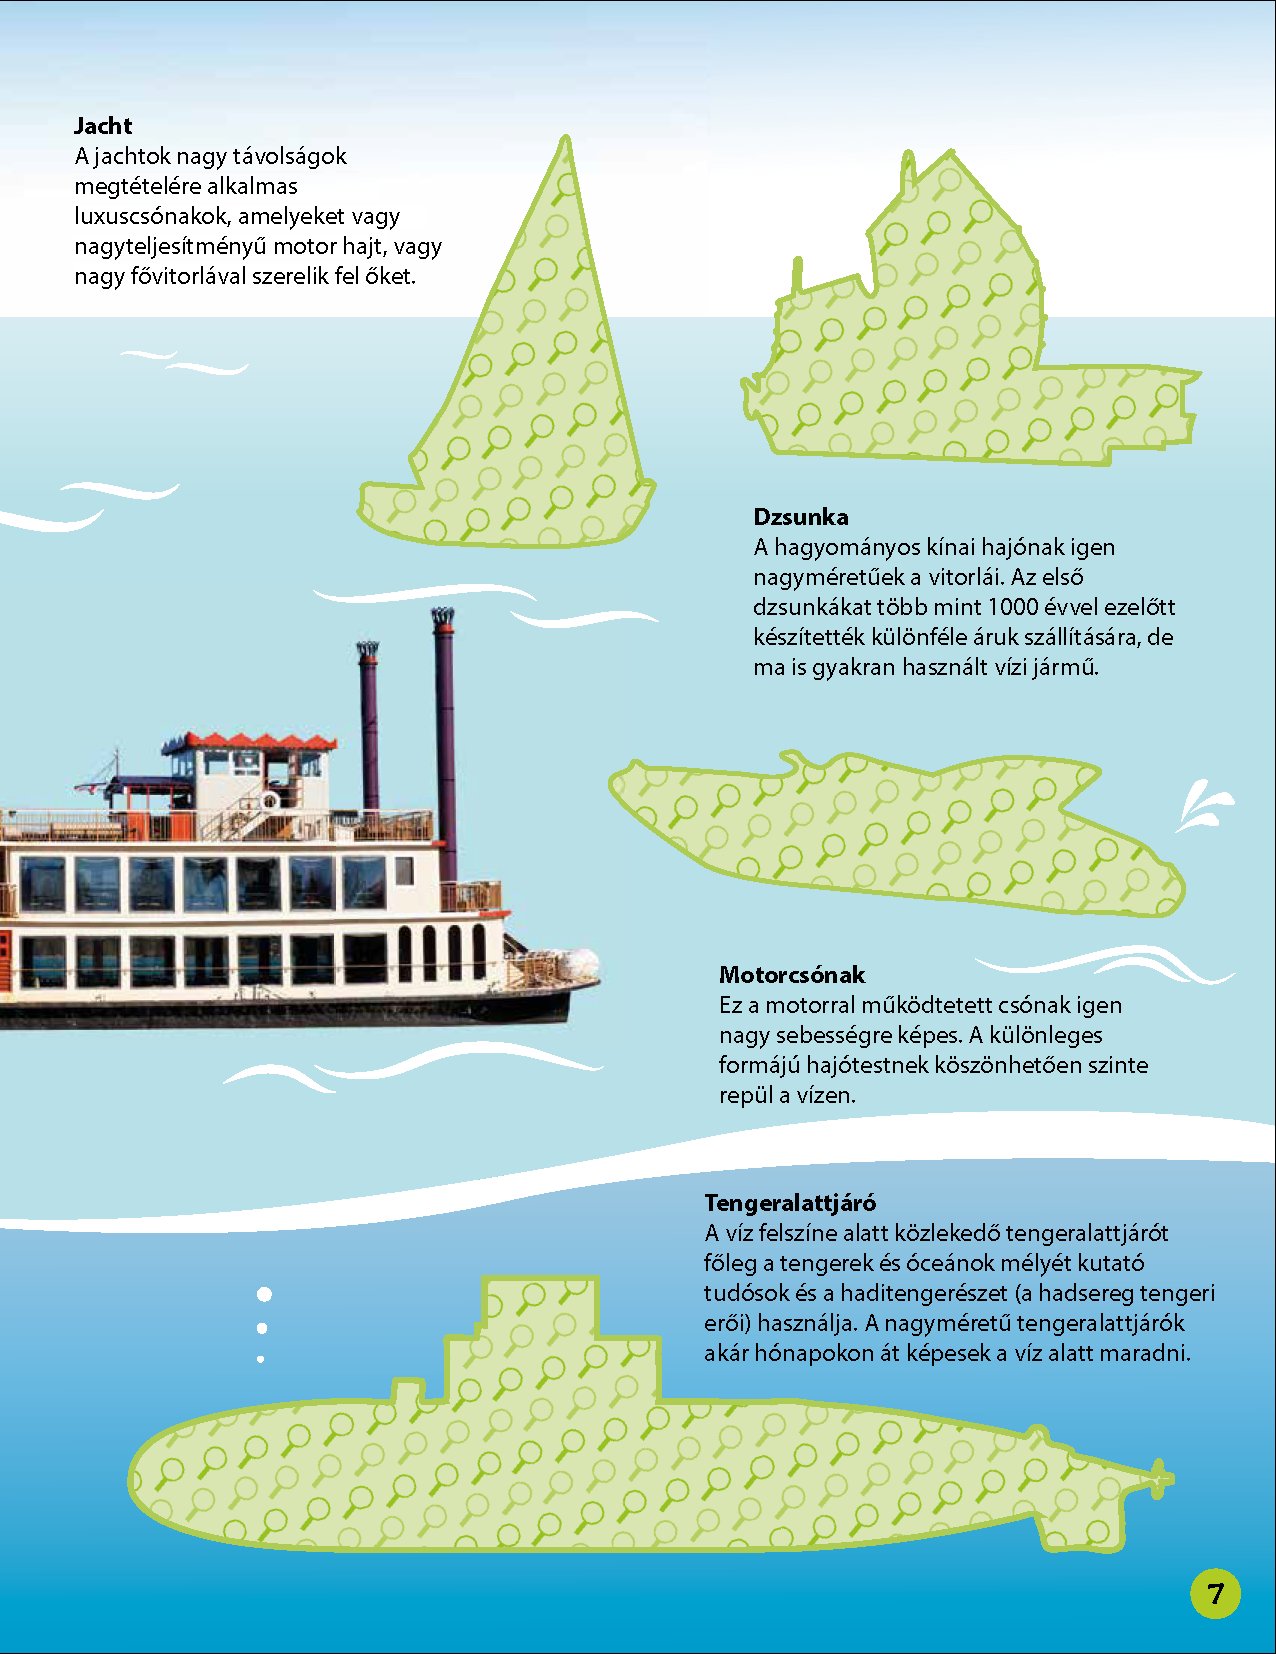 Jacht
A jachtok nagy távolságok
megtételére alkalmas
luxuscsónakok, amelyeket vagy
nagyteljesítményű motor hajt, vagy
nagy fővitorlával szerelik fel őket.
Dzsunka
A hagyományos kínai hajónak igen
nagyméretűek a vitorlái. Az első
dzsunkákat több mint 1000 évvel ezelőtt
készítették különféle áruk szállítására, de
ma is gyakran használt vízi jármű.
Motorcsónak
Ez a motorral működtetett csónak igen
nagy sebességre képes. A különleges
formájú hajótestnek köszönhetően szinte
repül a vízen.
Tengeralattjáró
A víz felszíne alatt közlekedő tengeralattjárót
főleg a tengerek és óceánok mélyét kutató
tudósok és a haditengerészet (a hadsereg tengeri
erői) használja. A nagyméretű tengeralattjárók
akár hónapokon át képesek a víz alatt maradni.
7